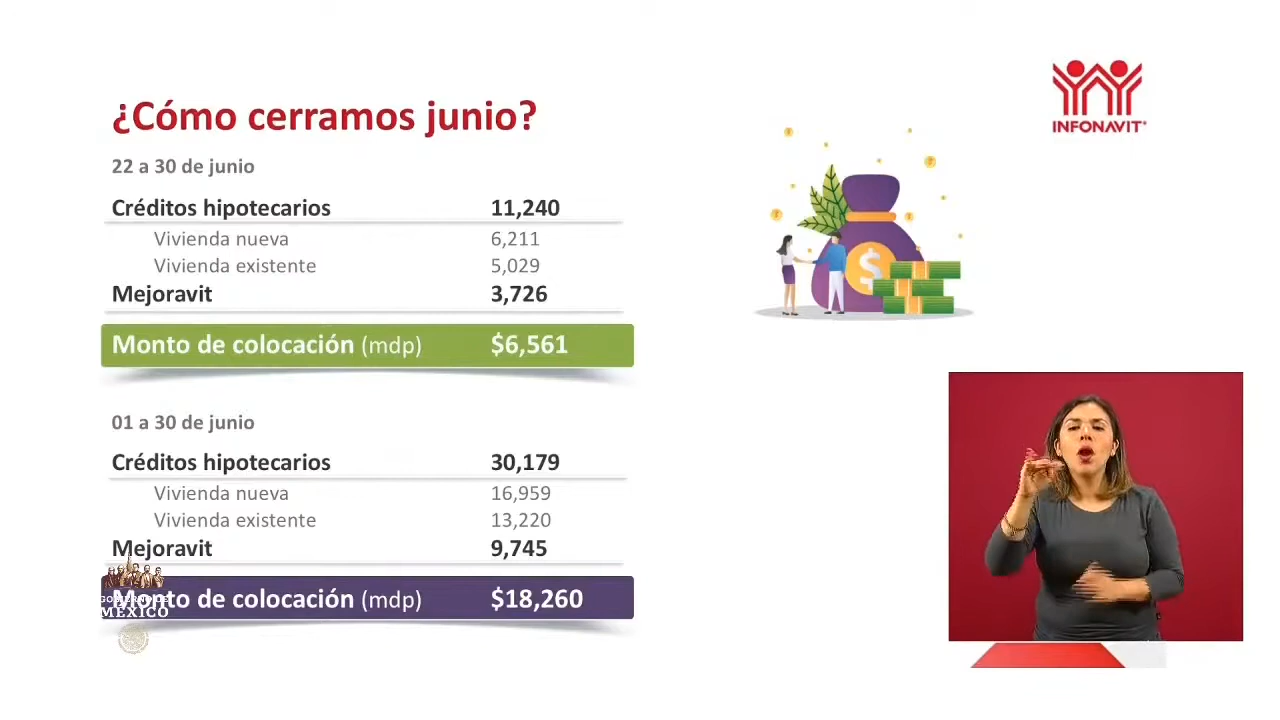 ¿Cómo cerramos junio?
INFONAVIT
22 a 30 de junio
Créditos hipotecarios 11,240
Vivienda nueva 6,211
Vivienda existente 5,029
Mejoravit 3,726
Monto de colocación (mdp) $6,561
$
01 a 30 de junio
Créditos hipotecarios 30,179
Vivienda nueva 16,959
Vivienda existente 13,220
Mejoravit 9,745
Monto de colocación (mdp) $18,260
GOBIERNO DE
MÉXICO